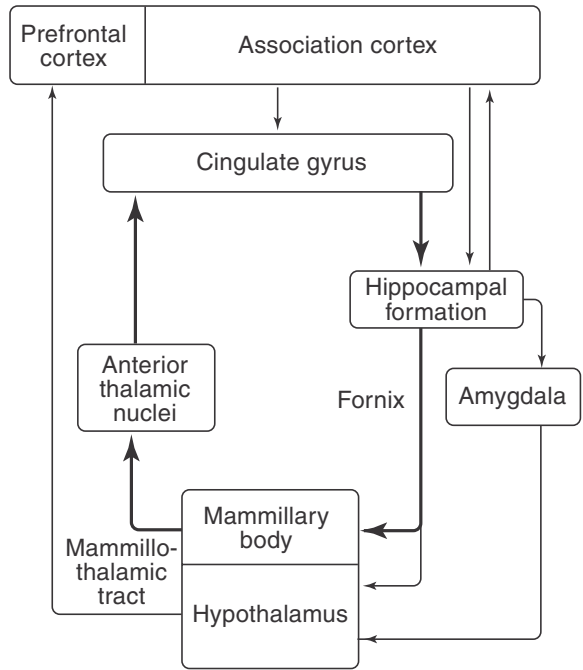 Prefrontal
cortex
Association cortex
Cingulate gyrus
Hippocampal
formation
Anterior
thalamic
nuclei
Fornix
Amygdala
Mammillary
body
Mammillo-
thalamic
tract
Hypothalamus